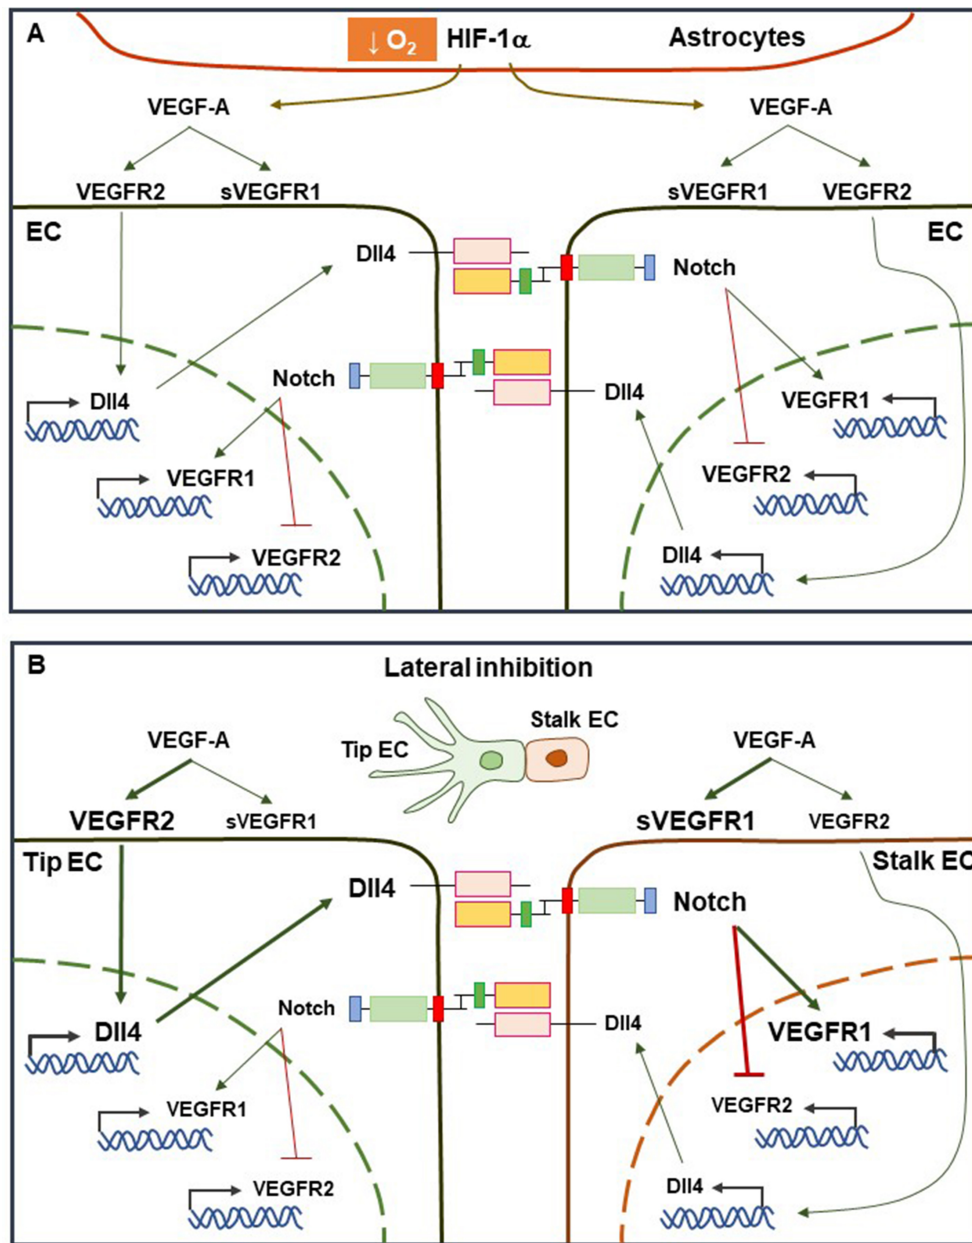 A
↓ O₂ HIF-1α Astrocytes
VEGF-A VEGF-A
VEGFR2 sVEGFR1 sVEGFR1 VEGFR2
EC EC
Dll4 Notch
Notch Dll4
Dll4 VEGFR1
VEGFR1 VEGFR2
VEGFR2 Dll4
B
Lateral inhibition
Stalk EC
Tip EC
VEGF-A VEGF-A
VEGFR2 sVEGFR1 sVEGFR1 VEGFR2
Tip EC Stalk EC
Dll4 Notch
Notch Dll4
Dll4 VEGFR1
VEGFR1 VEGFR2
VEGFR2 Dll4